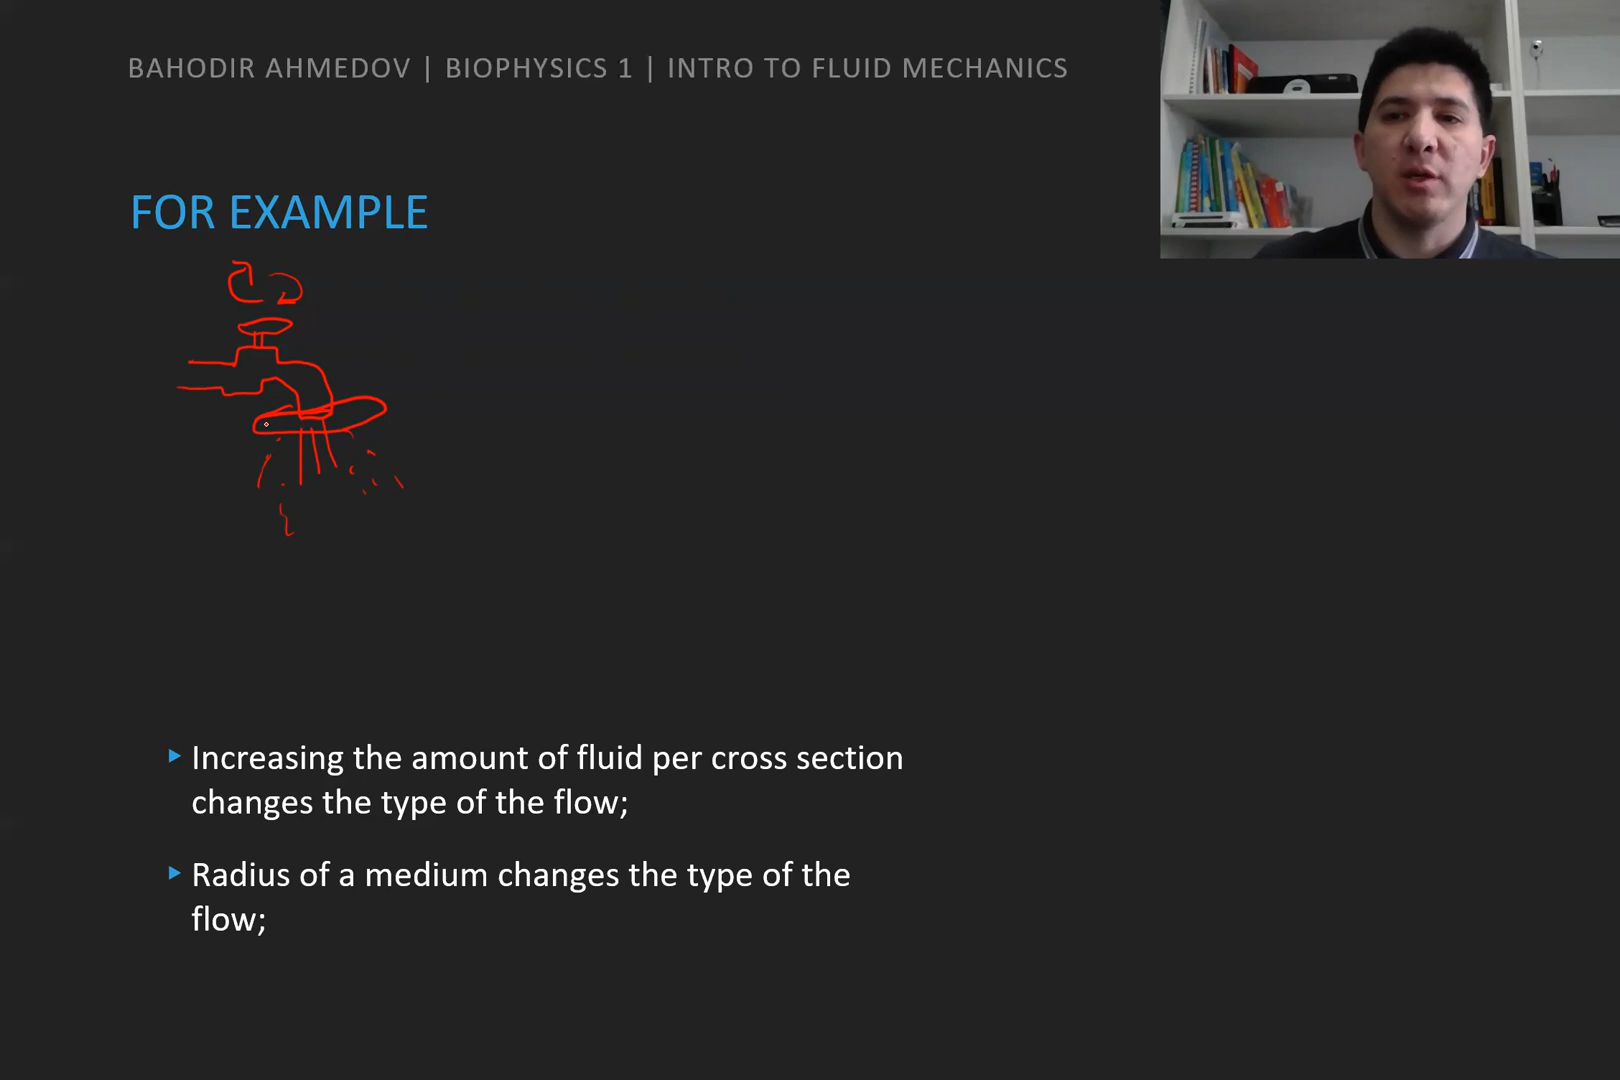 BAHODIR AHMEDOV | BIOPHYSICS 1 | INTRO TO FLUID MECHANICS
FOR EXAMPLE
Increasing the amount of fluid per cross section
changes the type of the flow;
Radius of a medium changes the type of the
flow;